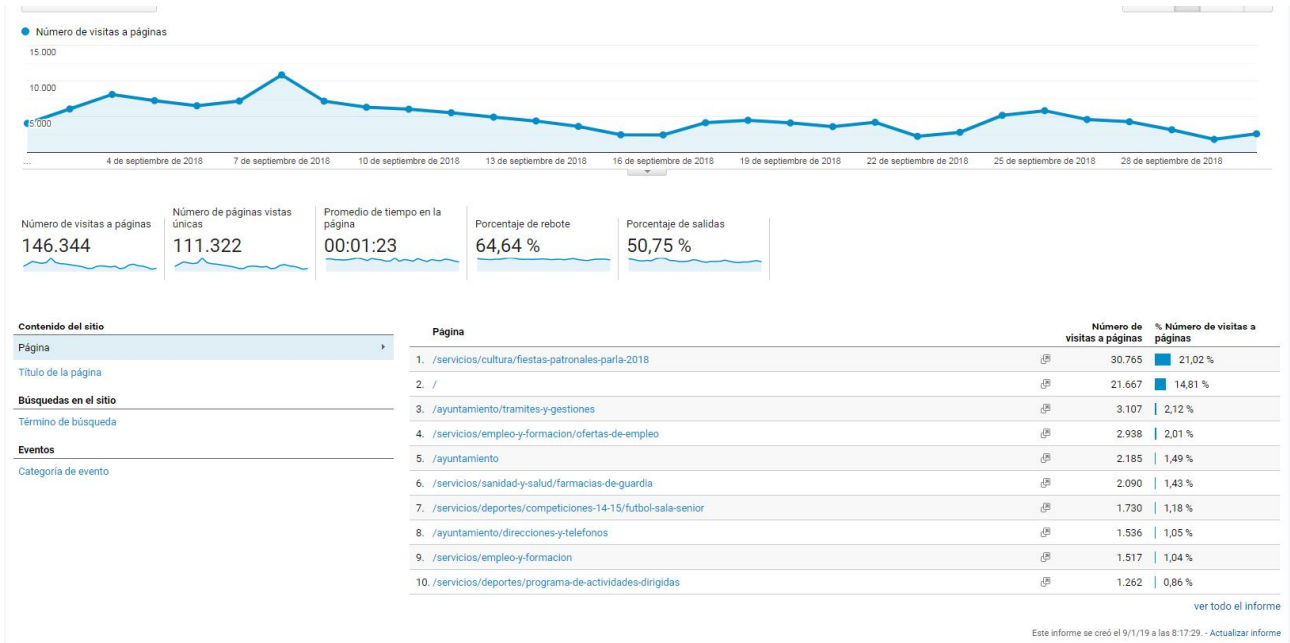 Número de visitas a páginas
15.000
10.000
5.000
...
4 de septiembre de 2018
7 de septiembre de 2018
10 de septiembre de 2018
13 de septiembre de 2018
16 de septiembre de 2018
19 de septiembre de 2018
22 de septiembre de 2018
25 de septiembre de 2018
28 de septiembre de 2018
Número de visitas a páginas
146.344
Número de páginas vistas
únicas
111.322
Promedio de tiempo en la
página
00:01:23
Porcentaje de rebote
64,64 %
Porcentaje de salidas
50,75 %
Contenido del sitio
Página
Título de la página
Búsquedas en el sitio
Término de búsqueda
Eventos
Categoría de evento
Página
Número de
visitas a páginas
% Número de visitas a
páginas
1. /servicios/cultura/fiestas-patronales-parla-2018 30.765 21,02 %
2. / 21.667 14,81 %
3. /ayuntamiento/tramites-y-gestiones 3.107 2,12 %
4. /servicios/empleo-y-formacion/ofertas-de-empleo 2.938 2,01 %
5. /ayuntamiento 2.185 1,49 %
6. /servicios/sanidad-y-salud/farmacias-de-guardia 2.090 1,43 %
7. /servicios/deportes/competiciones-14-15/futbol-sala-senior 1.730 1,18 %
8. /ayuntamiento/direcciones-y-telefonos 1.536 1,05 %
9. /servicios/empleo-y-formacion 1.517 1,04 %
10. /servicios/deportes/programa-de-actividades-dirigidas 1.262 0,86 %
ver todo el informe
Este informe se creó el 9/1/19 a las 8:17:29. - Actualizar informe